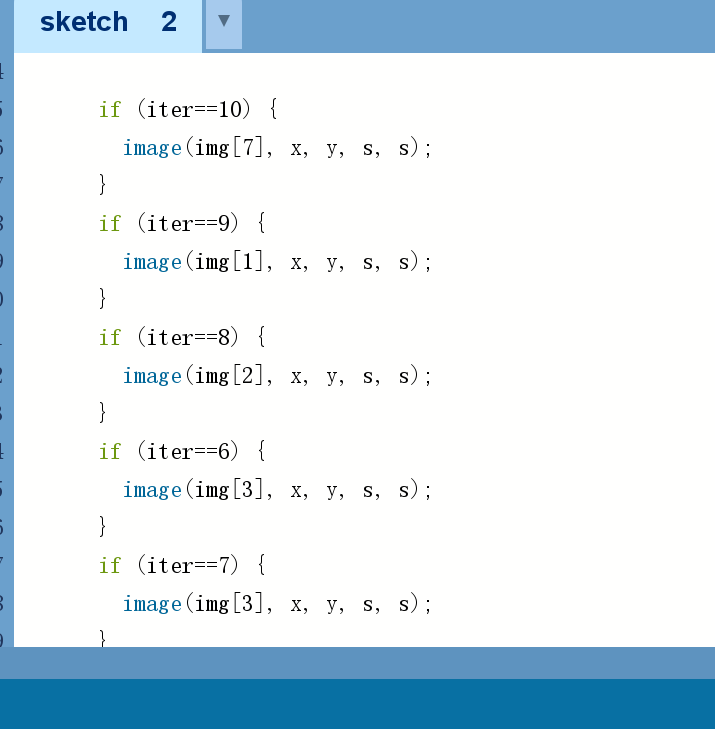 sketch 2 ▼
if (iter==10) {
image(img[7], x, y, s, s);
}
if (iter==9) {
image(img[1], x, y, s, s);
}
if (iter==8) {
image(img[2], x, y, s, s);
}
if (iter==6) {
image(img[3], x, y, s, s);
}
if (iter==7) {
image(img[3], x, y, s, s);
}